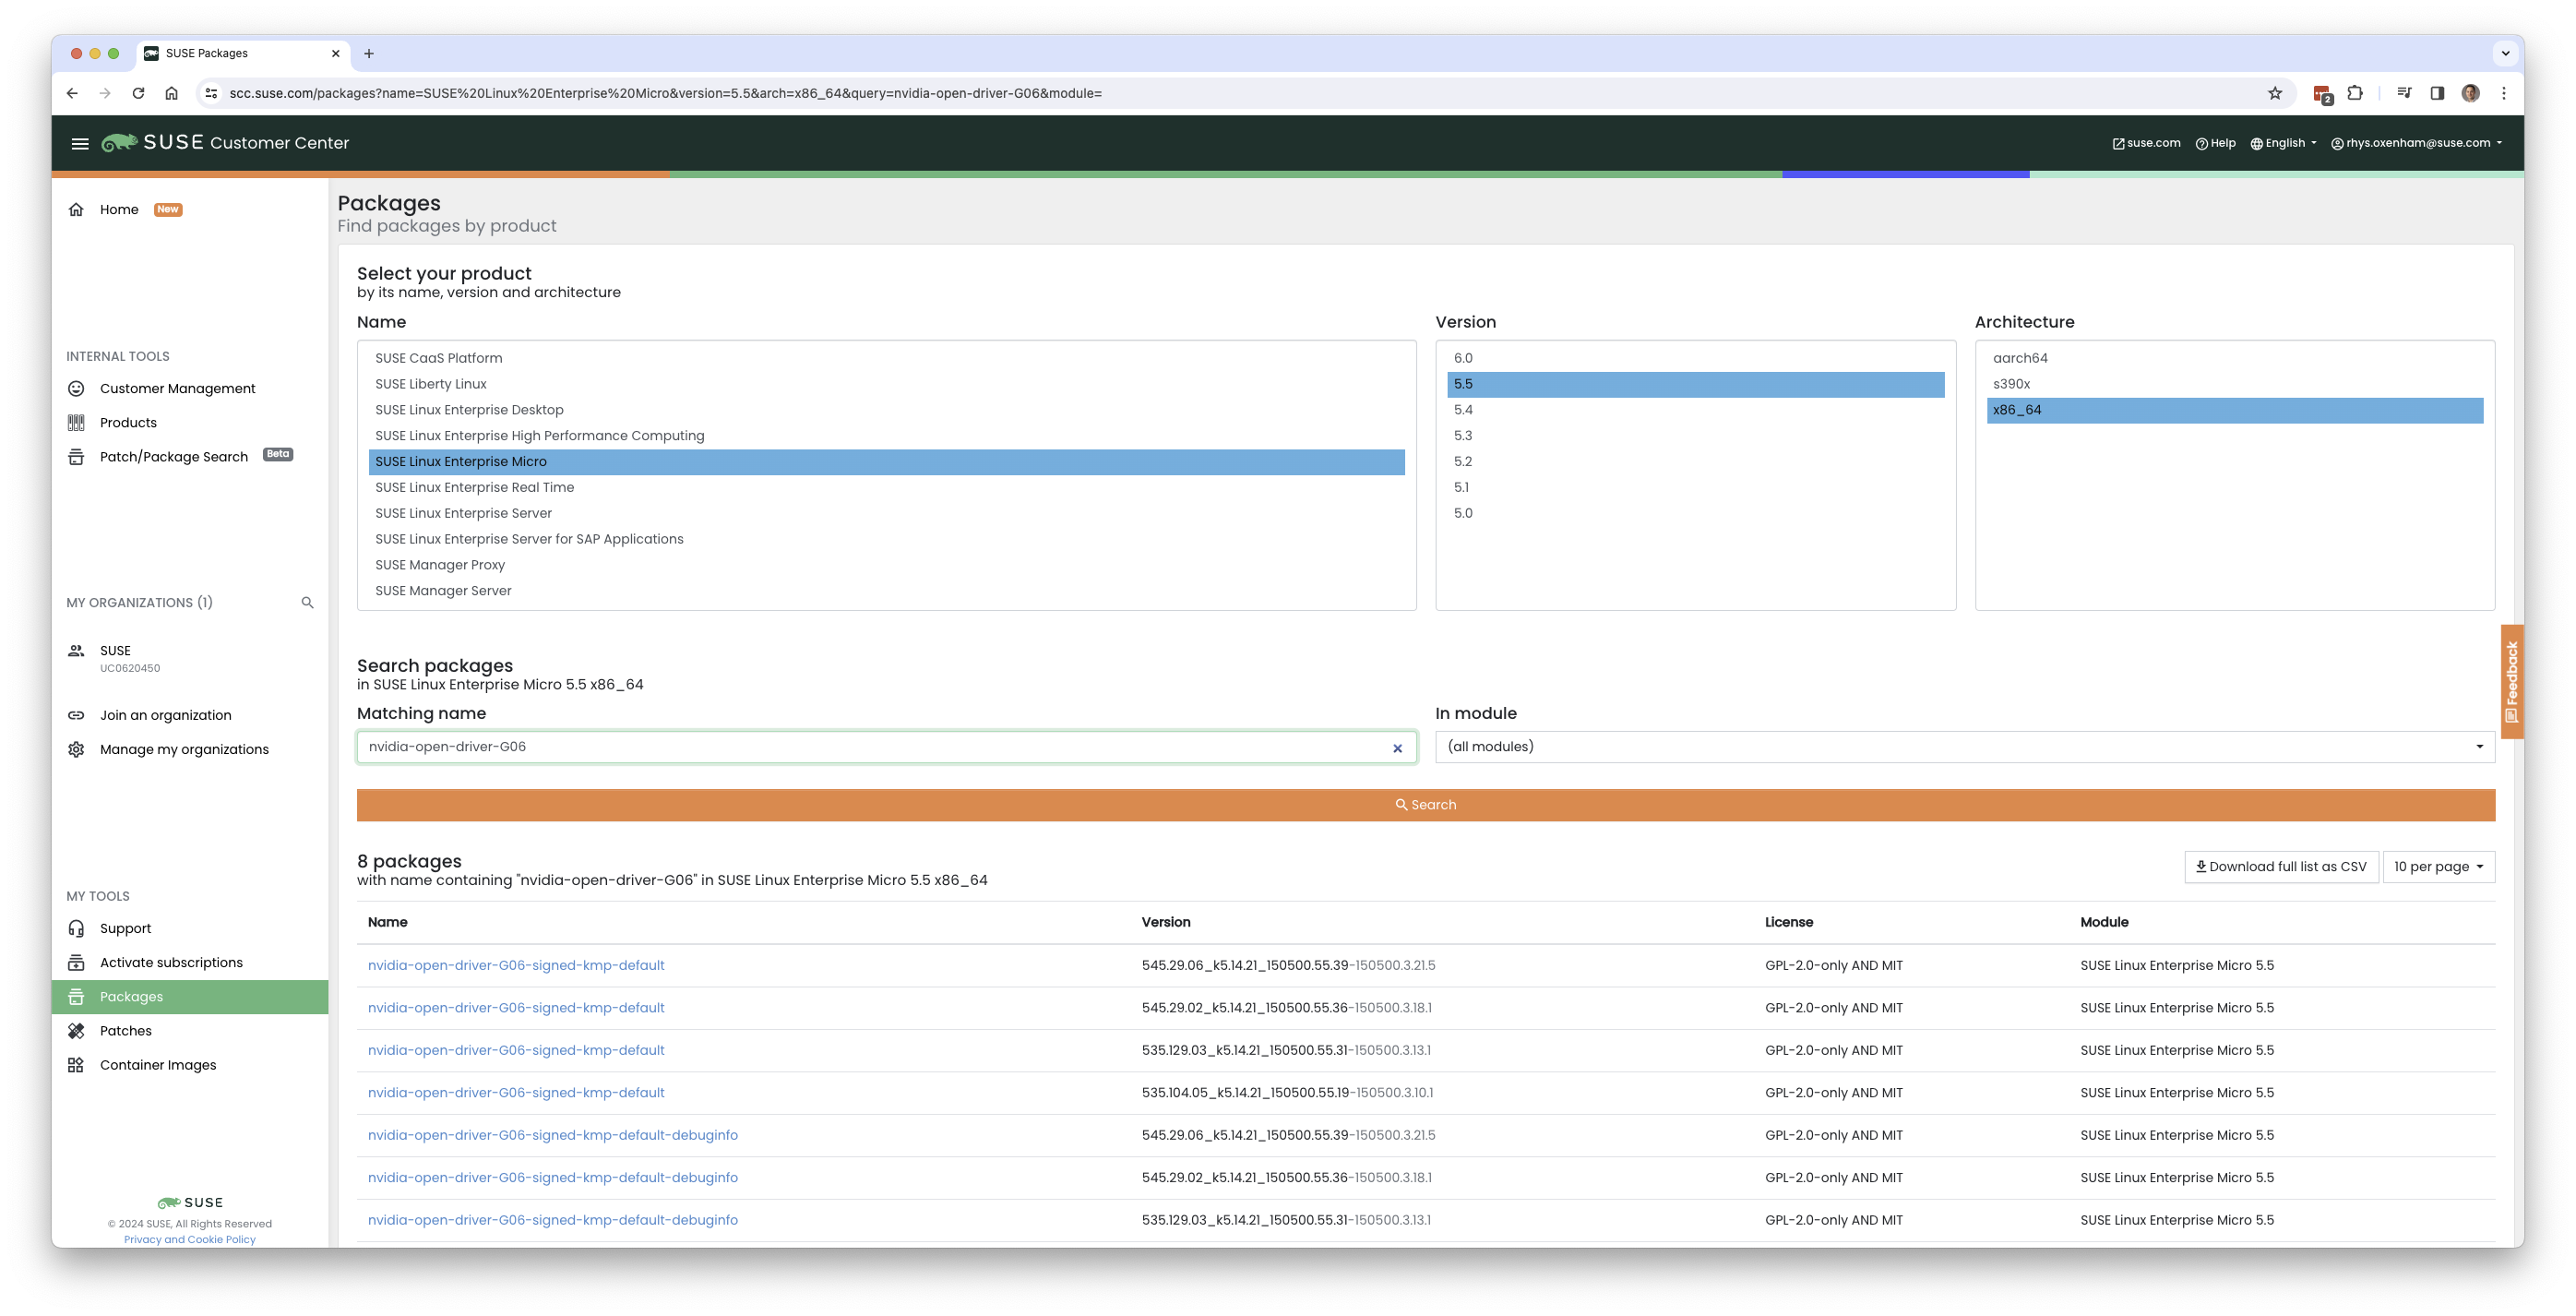 SUSE Packages
scc.suse.com/packages?name=SUSE%20Linux%20Enterprise%20Micro&version=5.5&arch=x86_64&query=nvidia-open-driver-G06&module=
2
SUSE Customer Center
suse.com
Help
English
rhys.oxenham@suse.com
Home New
INTERNAL TOOLS
Customer Management
Products
Patch/Package Search Beta
MY ORGANIZATIONS (1)
SUSE
UC0620450
Join an organization
Manage my organizations
MY TOOLS
Support
Activate subscriptions
Packages
Patches
Container Images
SUSE
© 2024 SUSE, All Rights Reserved
Privacy and Cookie Policy
Packages
Find packages by product
Select your product
by its name, version and architecture
Name
SUSE CaaS Platform
SUSE Liberty Linux
SUSE Linux Enterprise Desktop
SUSE Linux Enterprise High Performance Computing
SUSE Linux Enterprise Micro
SUSE Linux Enterprise Real Time
SUSE Linux Enterprise Server
SUSE Linux Enterprise Server for SAP Applications
SUSE Manager Proxy
SUSE Manager Server
Version
6.0
5.5
5.4
5.3
5.2
5.1
5.0
Architecture
aarch64
s390x
x86_64
Feedback
Search packages
in SUSE Linux Enterprise Micro 5.5 x86_64
Matching name
nvidia-open-driver-G06
In module
(all modules)
Search
8 packages
with name containing "nvidia-open-driver-G06" in SUSE Linux Enterprise Micro 5.5 x86_64
Download full list as CSV
10 per page
Name Version License Module
nvidia-open-driver-G06-signed-kmp-default 545.29.06_k5.14.21_150500.55.39-150500.3.21.5 GPL-2.0-only AND MIT SUSE Linux Enterprise Micro 5.5
nvidia-open-driver-G06-signed-kmp-default 545.29.02_k5.14.21_150500.55.36-150500.3.18.1 GPL-2.0-only AND MIT SUSE Linux Enterprise Micro 5.5
nvidia-open-driver-G06-signed-kmp-default 535.129.03_k5.14.21_150500.55.31-150500.3.13.1 GPL-2.0-only AND MIT SUSE Linux Enterprise Micro 5.5
nvidia-open-driver-G06-signed-kmp-default 535.104.05_k5.14.21_150500.55.19-150500.3.10.1 GPL-2.0-only AND MIT SUSE Linux Enterprise Micro 5.5
nvidia-open-driver-G06-signed-kmp-default-debuginfo 545.29.06_k5.14.21_150500.55.39-150500.3.21.5 GPL-2.0-only AND MIT SUSE Linux Enterprise Micro 5.5
nvidia-open-driver-G06-signed-kmp-default-debuginfo 545.29.02_k5.14.21_150500.55.36-150500.3.18.1 GPL-2.0-only AND MIT SUSE Linux Enterprise Micro 5.5
nvidia-open-driver-G06-signed-kmp-default-debuginfo 535.129.03_k5.14.21_150500.55.31-150500.3.13.1 GPL-2.0-only AND MIT SUSE Linux Enterprise Micro 5.5